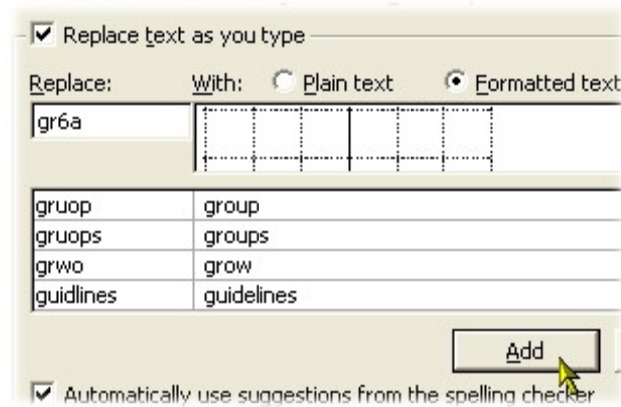 Replace text as you type
Replace: With: Plain text Formatted text
gr6a
gruop group
gruops groups
grwo grow
guidlines guidelines
Add
Automatically use suggestions from the spelling checker